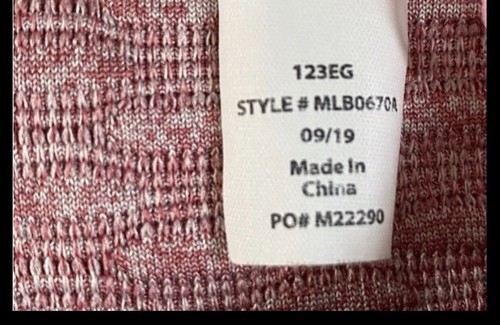 123EG
STYLE # MLB0670A
09/19
Made In
China
PO# M22290